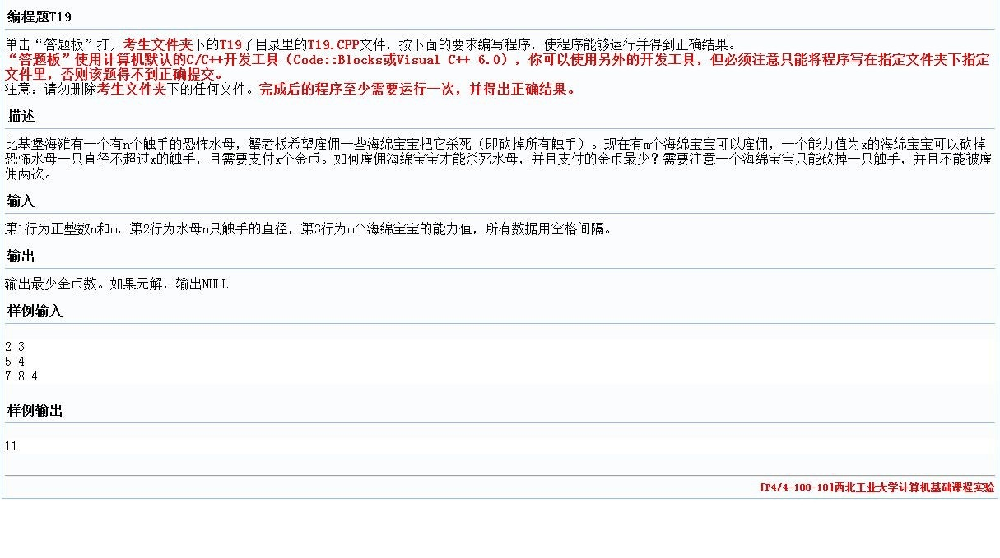 编程题T19
单击“答题板”打开考生文件夹下的T19子目录里的T19.CPP文件，按下面的要求编写程序，使程序能够运行并得到正确结果。
“答题板”使用计算机默认的C/C++开发工具（Code::Blocks或Visual C++ 6.0），你可以使用另外的开发工具，但必须注意只能将程序写在指定文件夹下指定
文件里，否则该题得不到正确提交。
注意：请勿删除考生文件夹下的任何文件。完成后的程序至少需要运行一次，并得出正确结果。
描述
比基堡海滩有一个有n个触手的恐怖水母，蟹老板希望雇佣一些海绵宝宝把它杀死（即砍掉所有触手）。现在有m个海绵宝宝可以雇佣，一个能力值为x的海绵宝宝可以砍掉
恐怖水母一只直径不超过x的触手，且需要支付x个金币。如何雇佣海绵宝宝才能杀死水母，并且支付的金币最少？需要注意一个海绵宝宝只能砍掉一只触手，并且不能被雇
佣两次。
输入
第1行为正整数n和m，第2行为水母n只触手的直径，第3行为m个海绵宝宝的能力值，所有数据用空格间隔。
输出
输出最少金币数。如果无解，输出NULL
样例输入
2 3
5 4
7 8 4
样例输出
11
[P4/4-100-18]西北工业大学计算机基础课程实验